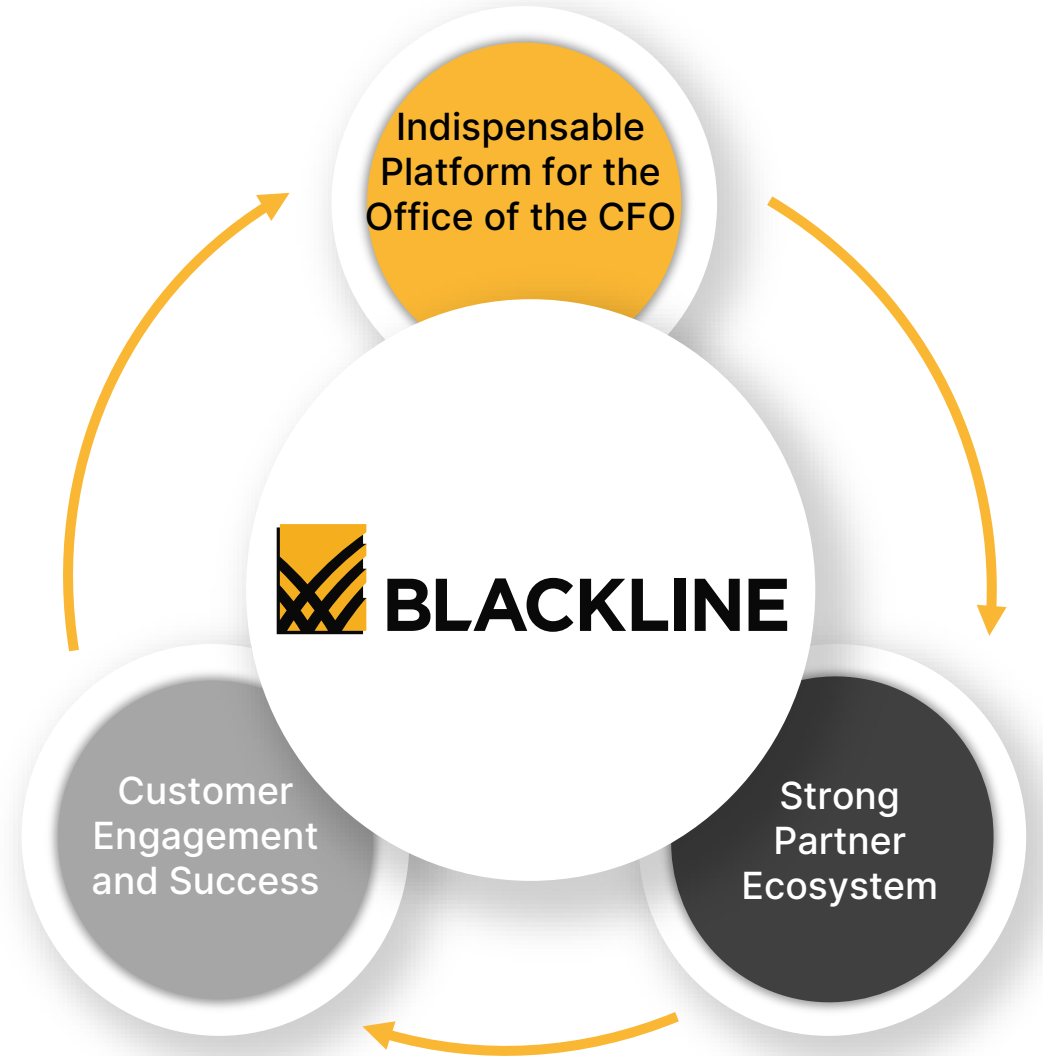 Indispensable
Platform for the
Office of the CFO
BLACKLINE
Customer
Engagement
and Success
Strong
Partner
Ecosystem